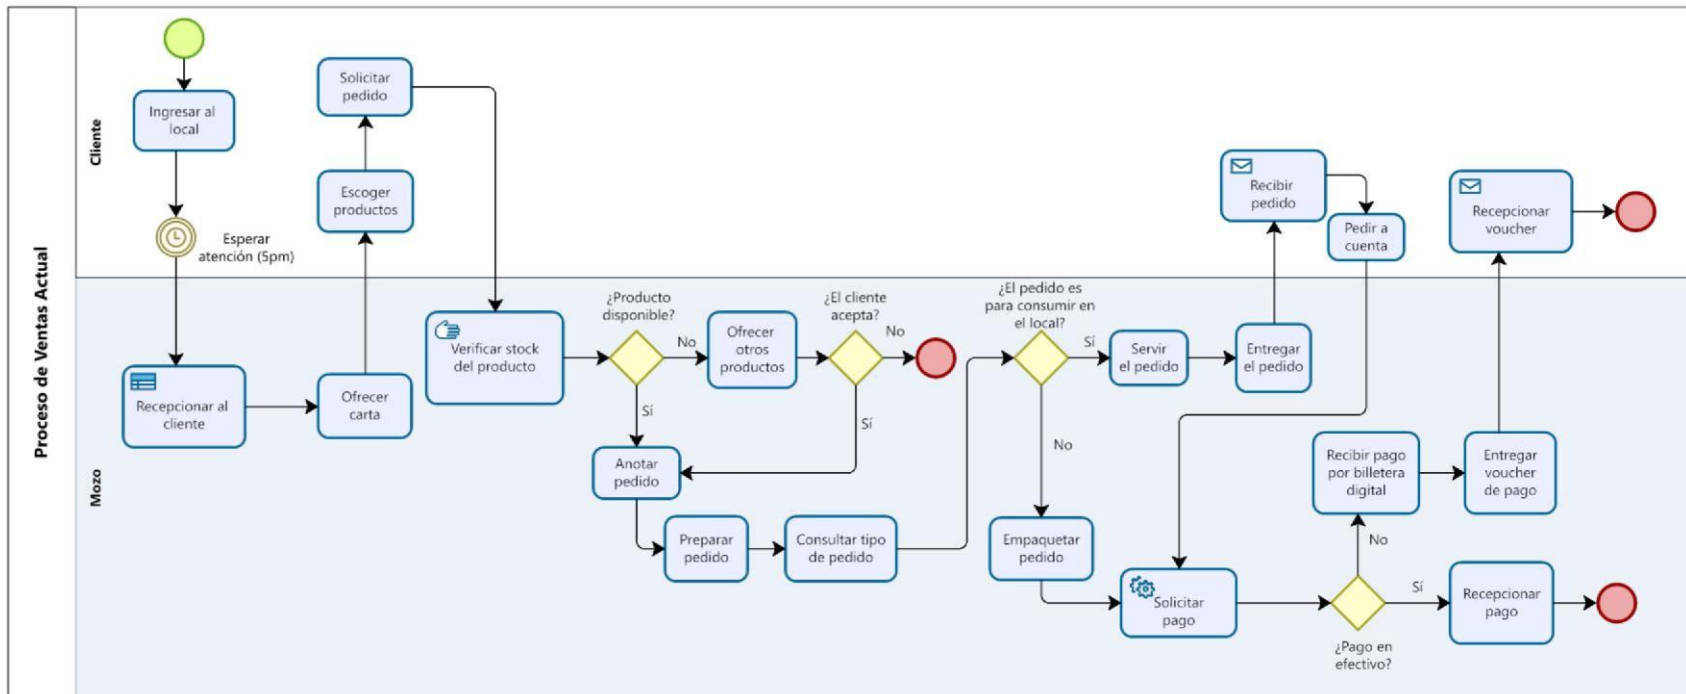 Proceso de Ventas Actual
Cliente
Ingresar al
local
Esperar
atención (5pm)
Solicitar
pedido
Escoger
productos
Recibir
pedido
Pedir a
cuenta
Recepcionar
voucher
Mozo
Recepcionar al
cliente
Ofrecer
carta
Verificar stock
del producto
¿Producto
disponible?
No
Sí
Ofrecer
otros
productos
¿El cliente
acepta?
No
Sí
Anotar
pedido
Preparar
pedido
Consultar tipo
de pedido
¿El pedido es
para consumir en
el local?
Sí
No
Servir
el pedido
Entregar
el pedido
Empaquetar
pedido
Solicitar
pago
¿Pago en
efectivo?
No
Sí
Recibir pago
por billetera
digital
Entregar
voucher
de pago
Recepcionar
pago